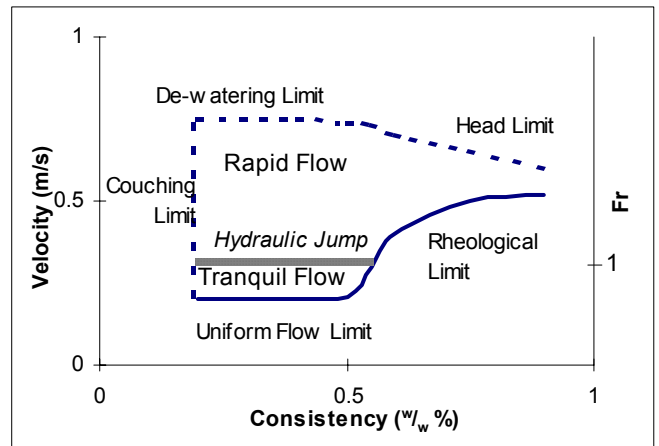 1
De-watering Limit
Head Limit
Rapid Flow
Couching
Limit
Velocity (m/s)
0.5
Fr
Hydraulic Jump
Rheological
Limit
1
Tranquil Flow
Uniform Flow Limit
0
0
0.5
1
Consistency (w/w %)